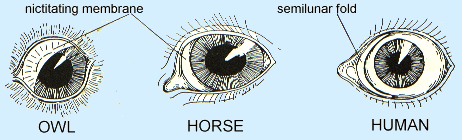 nictitating membrane
semilunar fold
OWL
HORSE
HUMAN